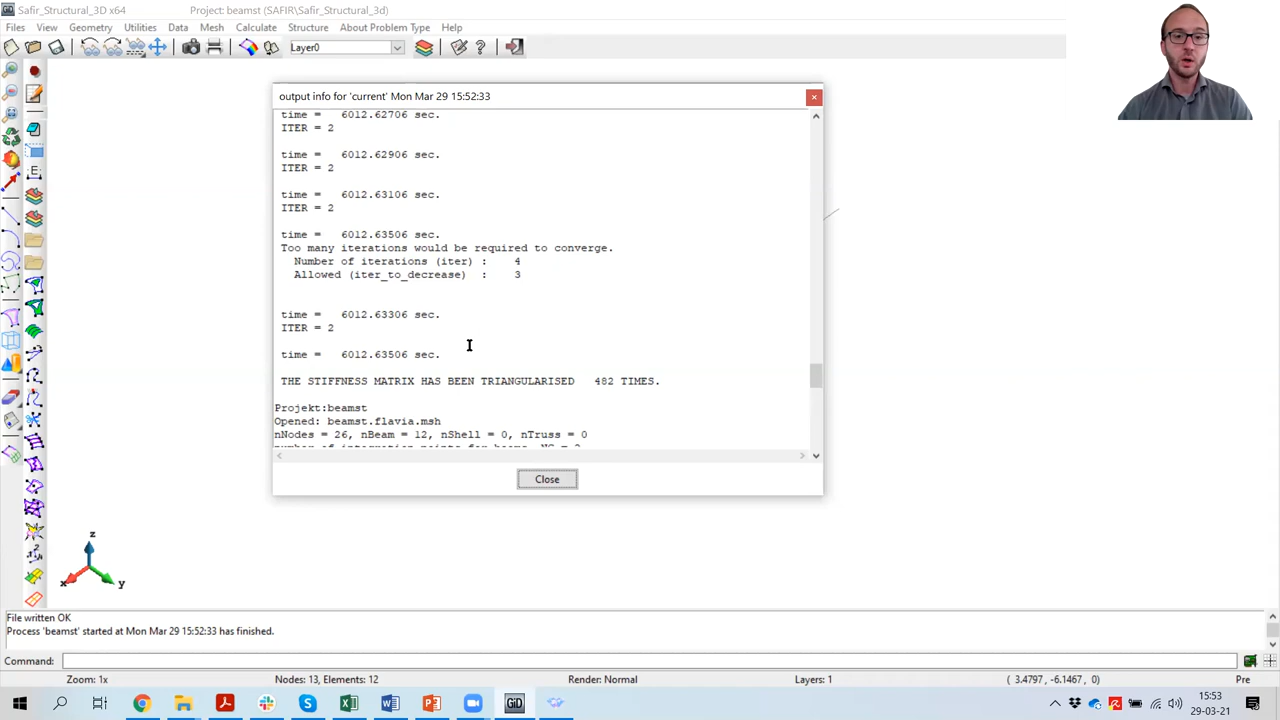 Safir_Structural_3D x64
Project: beamst (SAFIR_Structural_3d)
Files View Geometry Utilities Data Mesh Calculate Structure About Problem Type Help
Layer0
output info for 'current' Mon Mar 29 15:52:33
time = 6012.62706 sec.
ITER = 2
time = 6012.62906 sec.
ITER = 2
time = 6012.63106 sec.
ITER = 2
time = 6012.63506 sec.
Too many iterations would be required to converge.
Number of iterations (iter) : 4
Allowed (iter_to_decrease) : 3
time = 6012.63306 sec.
ITER = 2
time = 6012.63506 sec.
THE STIFFNESS MATRIX HAS BEEN TRIANGULARISED 482 TIMES.
Projekt:beamst
Opened: beamst.flavia.msh
nNodes = 26, nBeam = 12, nShell = 0, nTruss = 0
Close
z
x
y
File written OK
Process 'beamst' started at Mon Mar 29 15:52:33 has finished.
Command:
Zoom: 1x
Nodes: 13, Elements: 12
Render: Normal
Layers: 1
( 3.4797, -6.1467, 0)
Pre
GiD
15:53
29-03-21